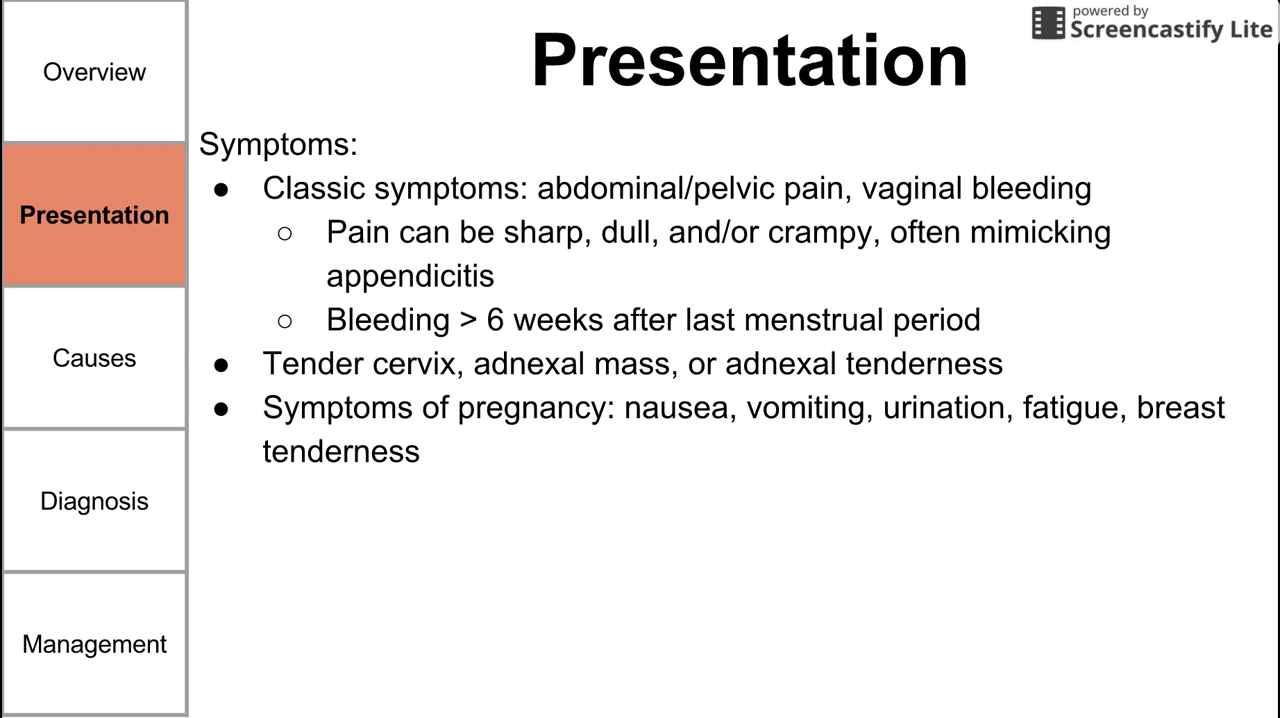 powered by
Screencastify Lite
Presentation
Overview
Presentation
Causes
Diagnosis
Management
Symptoms:
● Classic symptoms: abdominal/pelvic pain, vaginal bleeding
○ Pain can be sharp, dull, and/or crampy, often mimicking
appendicitis
○ Bleeding > 6 weeks after last menstrual period
● Tender cervix, adnexal mass, or adnexal tenderness
● Symptoms of pregnancy: nausea, vomiting, urination, fatigue, breast
tenderness